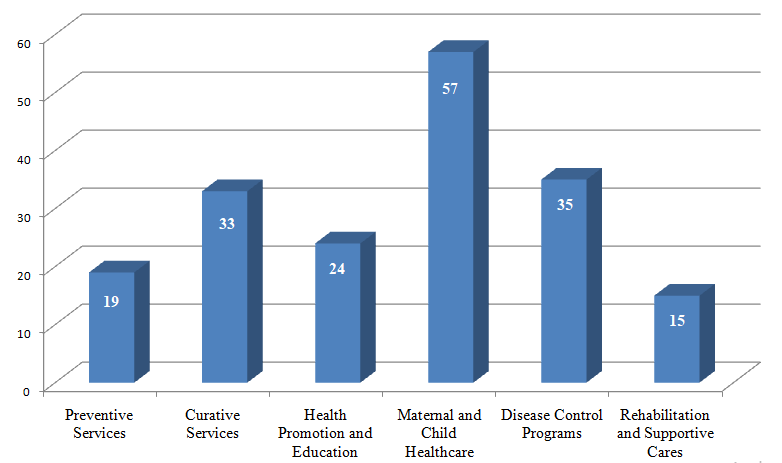 60
50
40
30
20
10
0
19
33
24
57
35
15
Preventive
Services
Curative
Services
Health
Promotion and
Education
Maternal and
Child
Healthcare
Disease Control
Programs
Rehabilitation
and Supportive
Cares